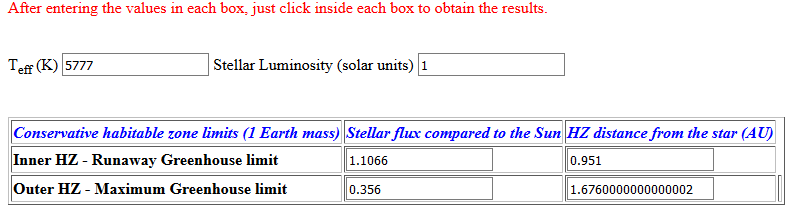 After entering the values in each box, just click inside each box to obtain the results.
Teff (K) 5777 Stellar Luminosity (solar units) 1
Conservative habitable zone limits (1 Earth mass) Stellar flux compared to the Sun HZ distance from the star (AU)
Inner HZ - Runaway Greenhouse limit 1.1066 0.951
Outer HZ - Maximum Greenhouse limit 0.356 1.6760000000000002